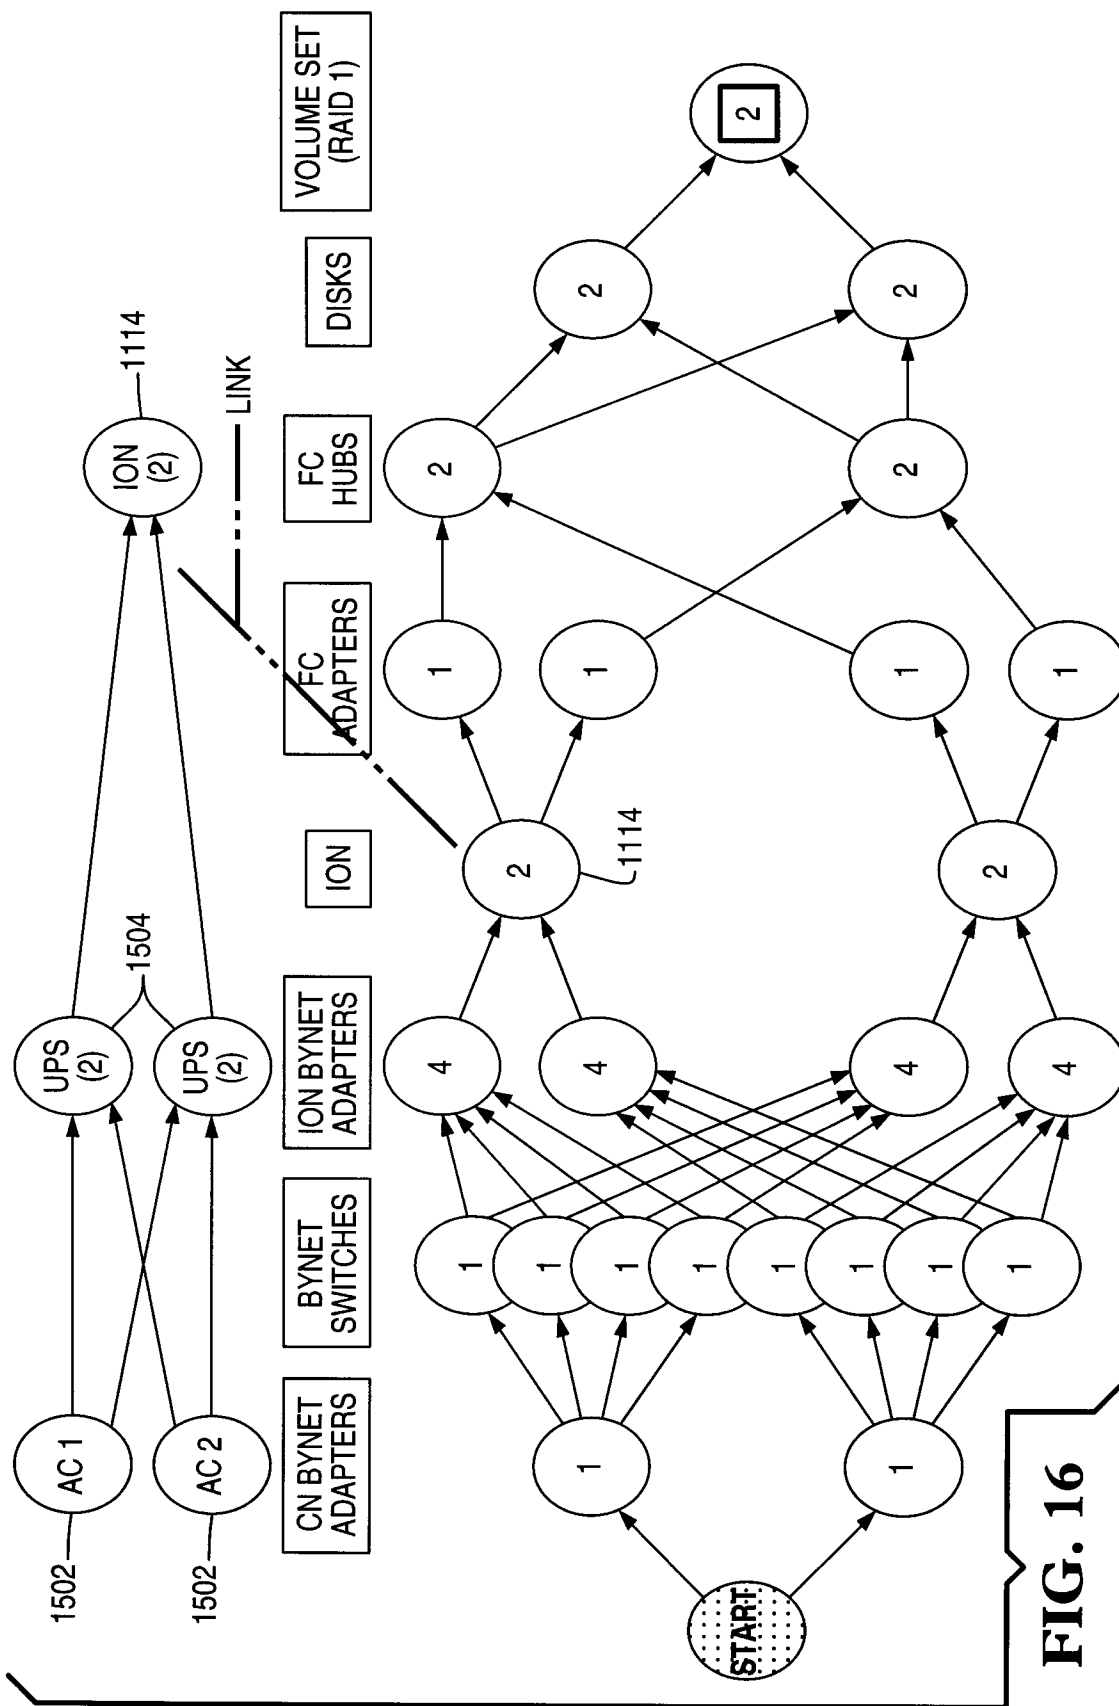 1502
AC 1
UPS
(2)
1504
ION
(2)
1114
1502
AC 2
UPS
(2)
LINK
CN BYNET
ADAPTERS
BYNET
SWITCHES
ION BYNET
ADAPTERS
ION
FC
ADAPTERS
FC
HUBS
DISKS
VOLUME SET
(RAID 1)
START
1
1
1
1
1
1
1
1
1
1
4
4
4
4
2
1114
2
1
1
1
1
2
2
2
2
2
FIG. 16